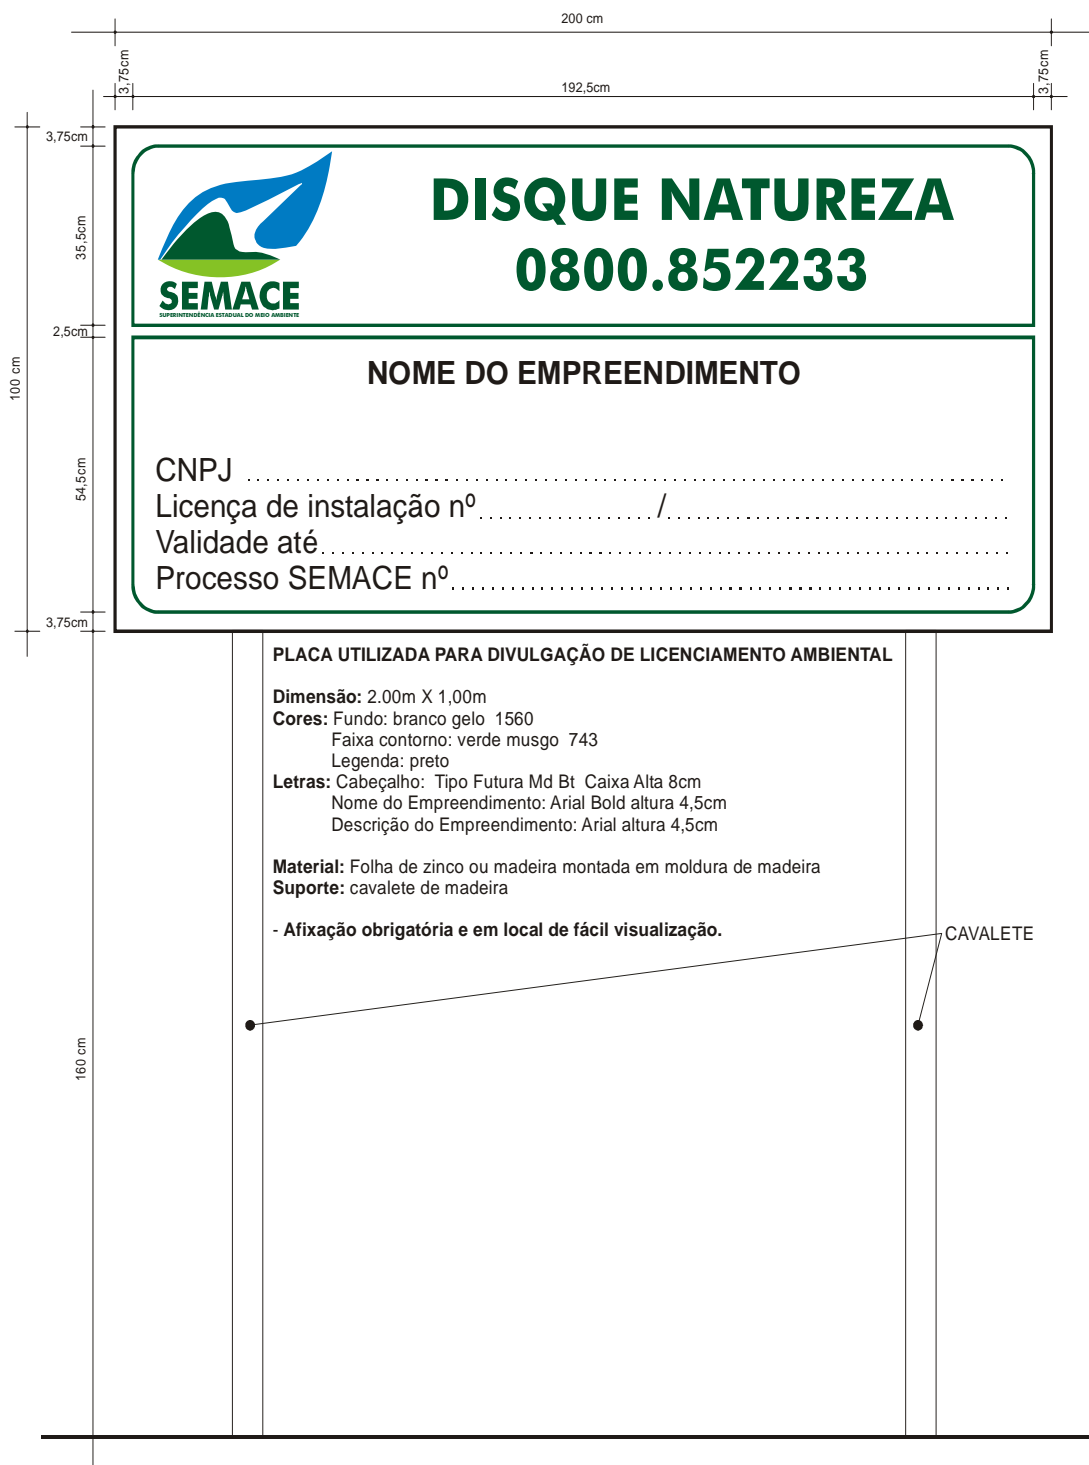 200 cm
3,75cm
192,5cm
3,75cm
3,75cm
35,5cm
2,5cm
100 cm
54,5cm
3,75cm
160 cm
DISQUE NATUREZA
0800.852233
SEMACE
SUPERINTENDÊNCIA ESTADUAL DO MEIO AMBIENTE
NOME DO EMPREENDIMENTO
CNPJ ................................................................
Licença de instalação nº............./..............................
Validade até.........................................................
Processo SEMACE nº..............................................
PLACA UTILIZADA PARA DIVULGAÇÃO DE LICENCIAMENTO AMBIENTAL
Dimensão: 2.00m X 1,00m
Cores: Fundo: branco gelo 1560
Faixa contorno: verde musgo 743
Legenda: preto
Letras: Cabeçalho: Tipo Futura Md Bt Caixa Alta 8cm
Nome do Empreendimento: Arial Bold altura 4,5cm
Descrição do Empreendimento: Arial altura 4,5cm
Material: Folha de zinco ou madeira montada em moldura de madeira
Suporte: cavalete de madeira
- Afixação obrigatória e em local de fácil visualização.
CAVALETE